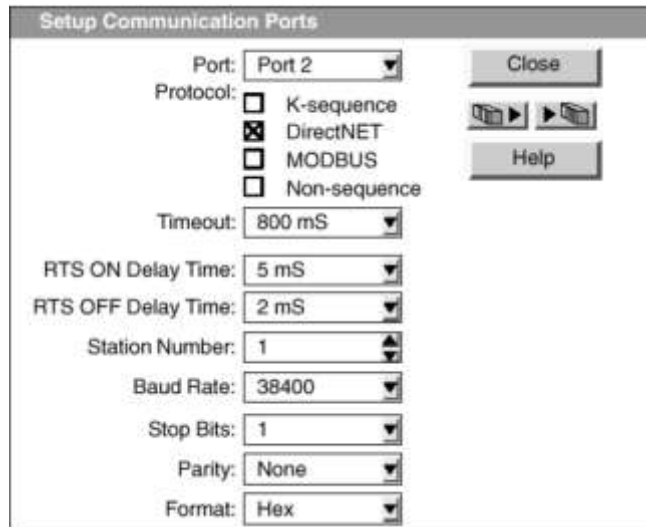 Setup Communication Ports
Port: Port 2 Close
Protocol:
K-sequence
DirectNET
MODBUS Help
Non-sequence
Timeout: 800 mS
RTS ON Delay Time: 5 mS
RTS OFF Delay Time: 2 mS
Station Number: 1
Baud Rate: 38400
Stop Bits: 1
Parity: None
Format: Hex